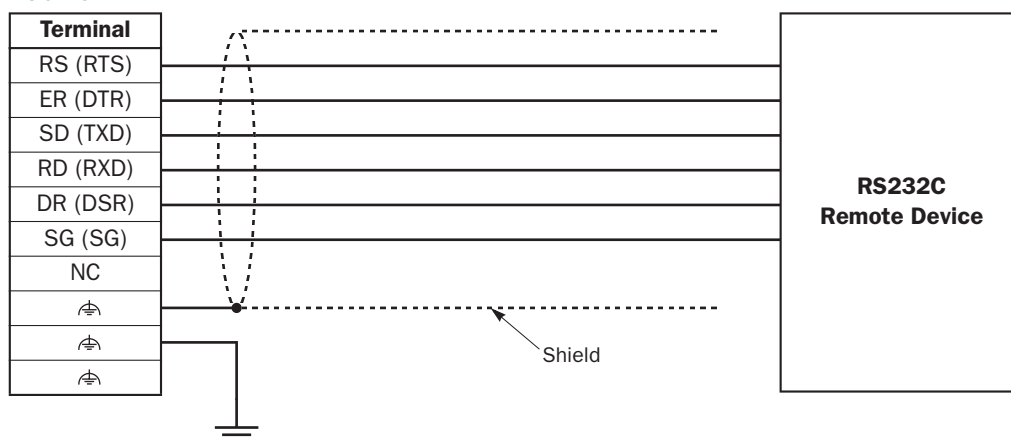 Terminal
RS (RTS)
ER (DTR)
SD (TXD)
RD (RXD)
DR (DSR)
SG (SG)
NC
RS232C
Remote Device
Shield